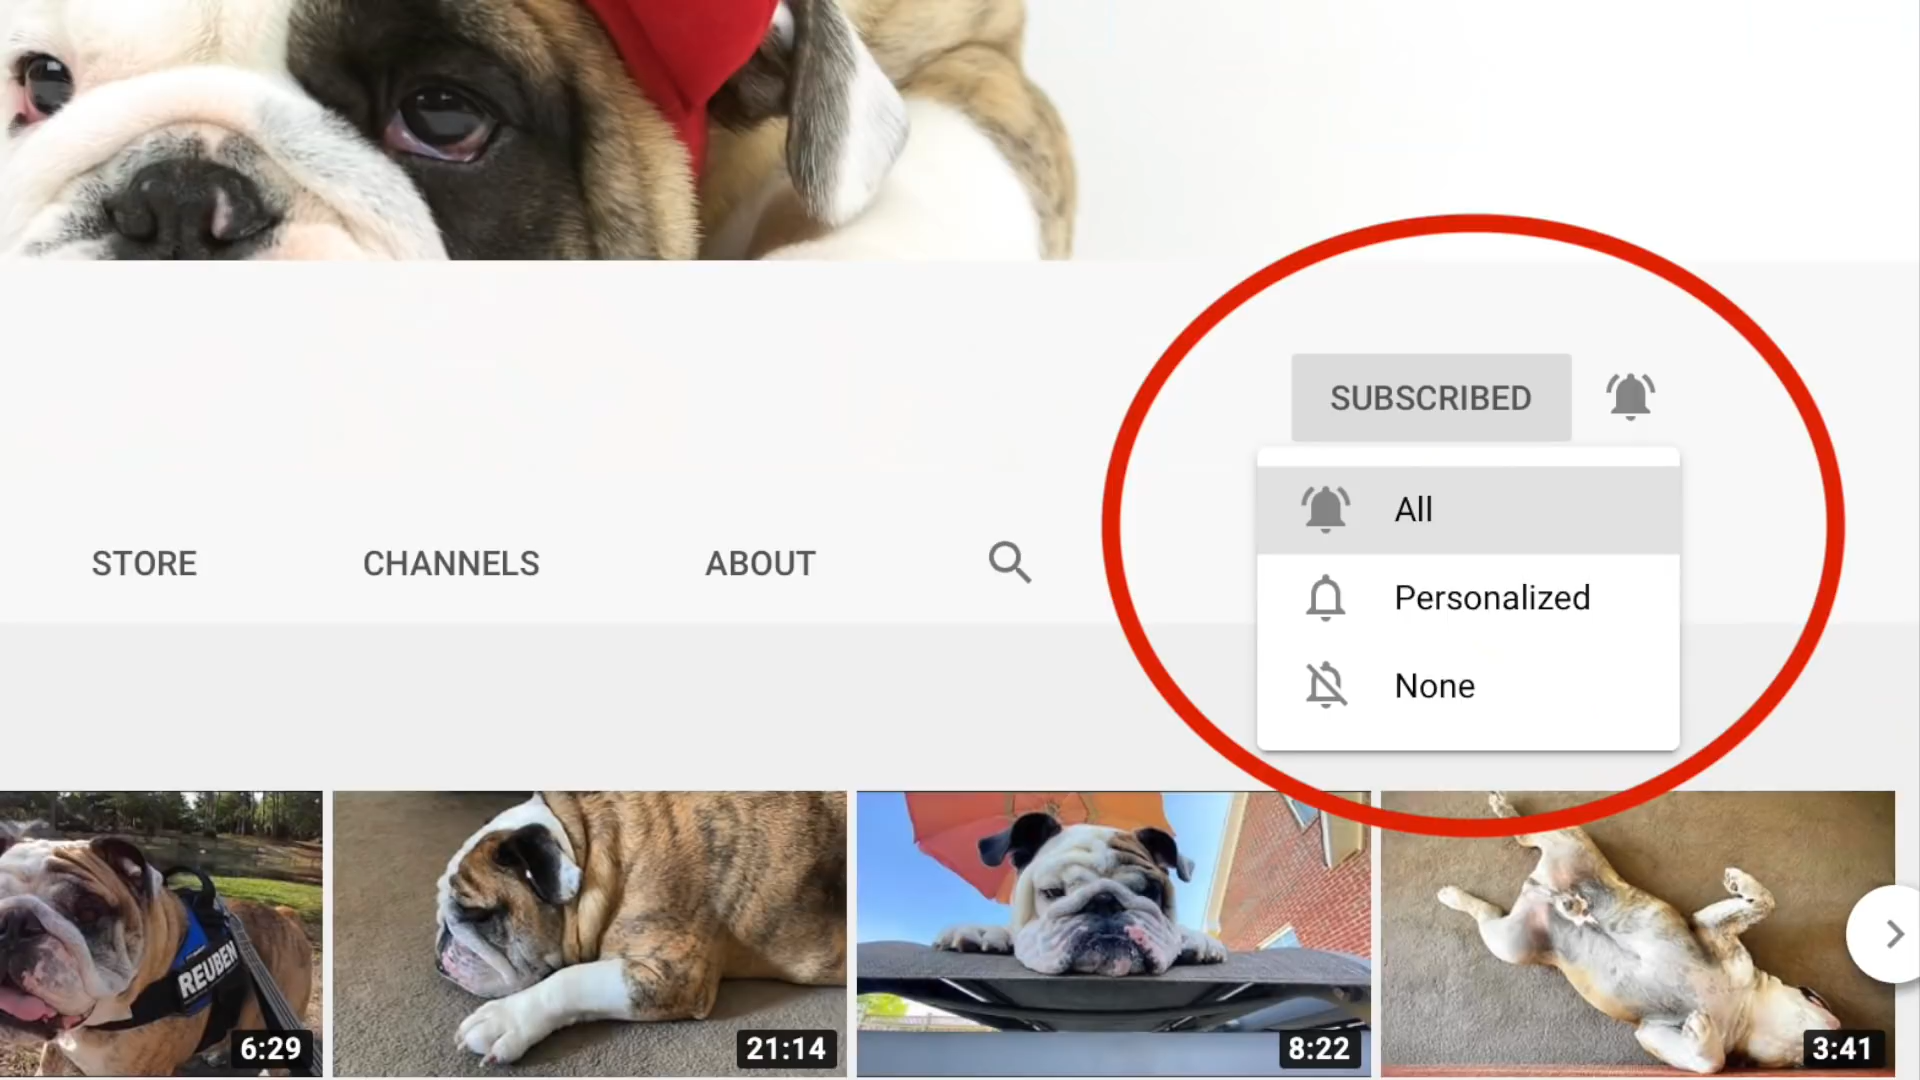 SUBSCRIBED
All
STORE
CHANNELS
ABOUT
Personalized
None
REUBEN
6:29
21:14
8:22
3:41